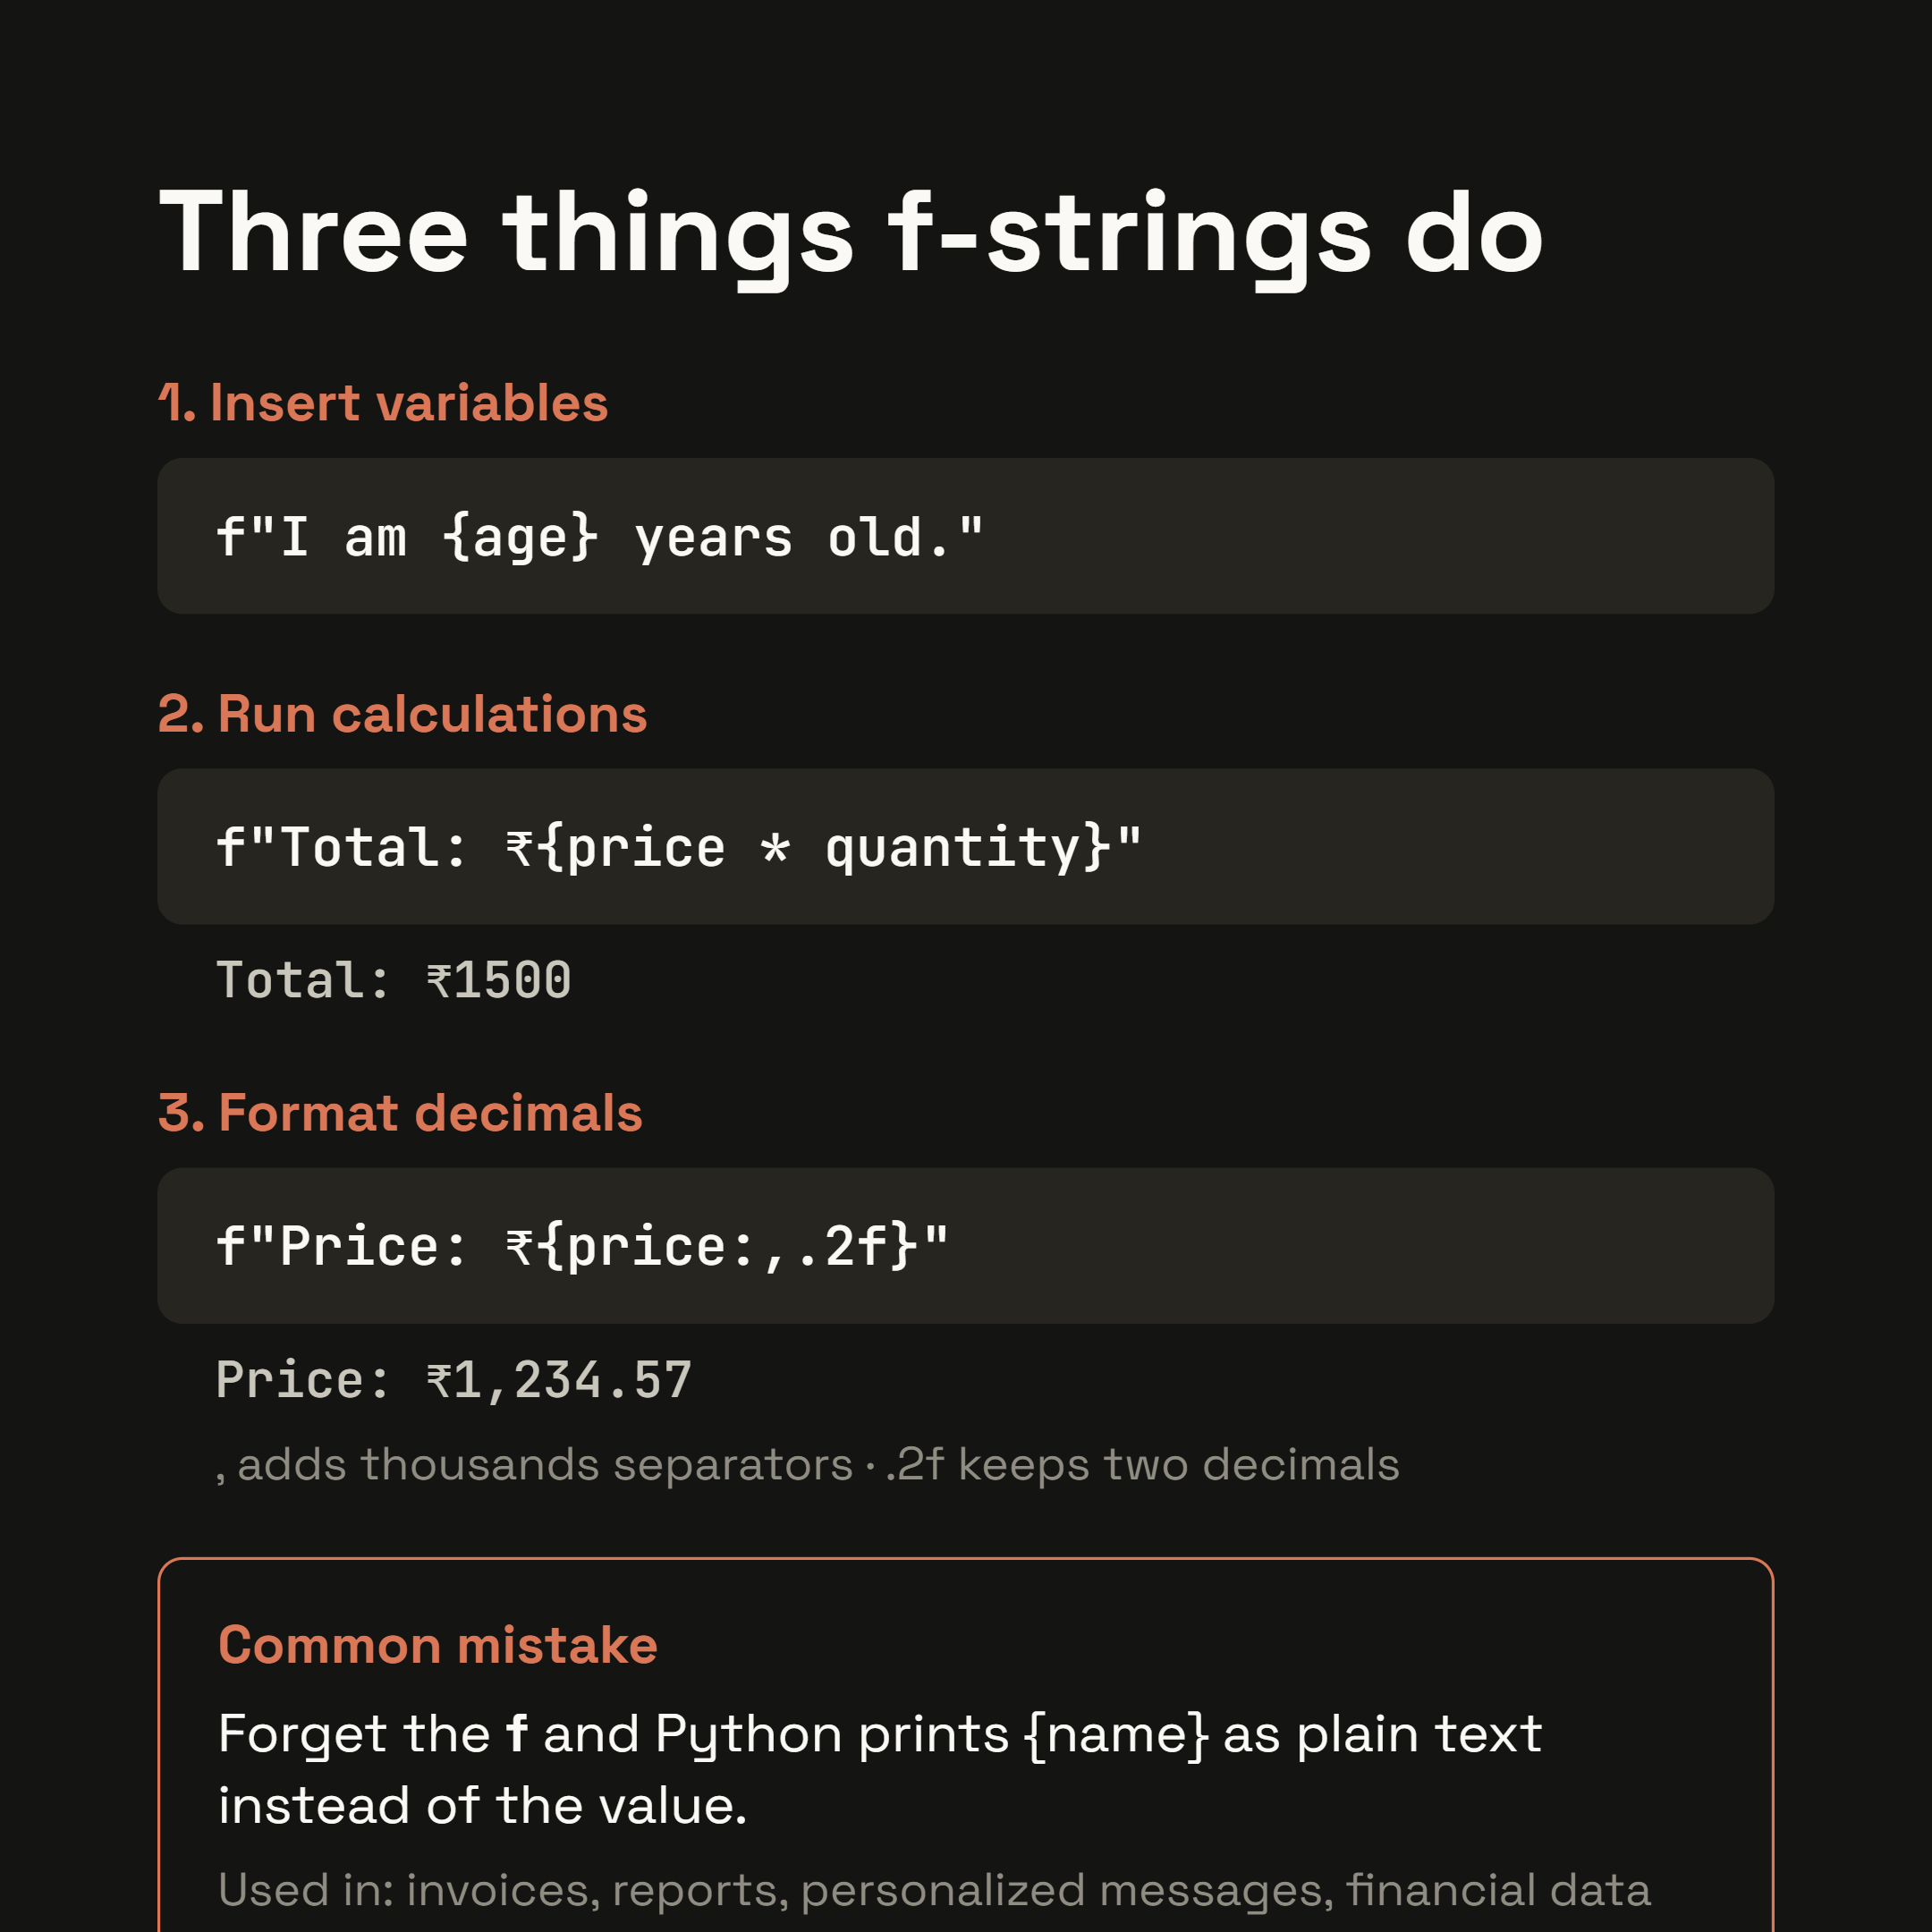 Three things f-strings do
1. Insert variables
f"I am {age} years old."
2. Run calculations
f"Total: ₹{price * quantity}"
Total: ₹1500
3. Format decimals
f"Price: ₹{price:,.2f}"
Price: ₹1,234.57
, adds thousands separators · .2f keeps two decimals
Common mistake
Forget the f and Python prints {name} as plain text
instead of the value.
Used in: invoices, reports, personalized messages, financial data